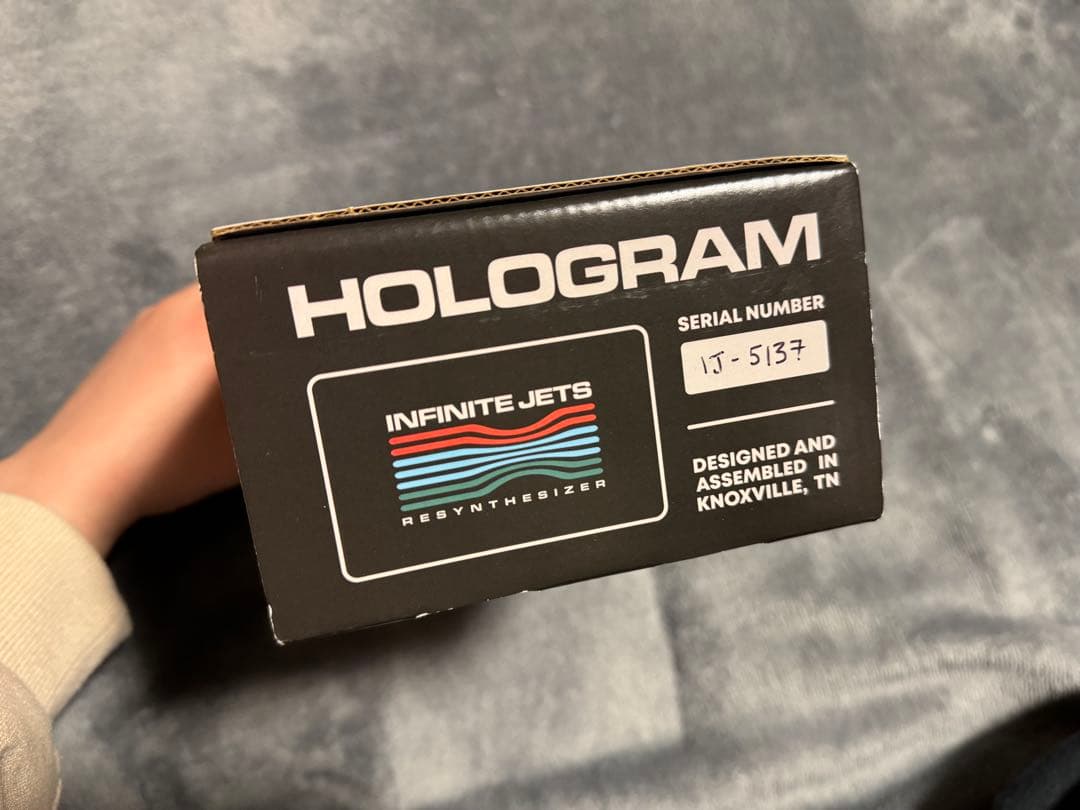 HOLOGRAM
INFINITE JETS
RESYNTHESIZER
SERIAL NUMBER
IJ-5137
DESIGNED AND
ASSEMBLED IN
KNOXVILLE, TN